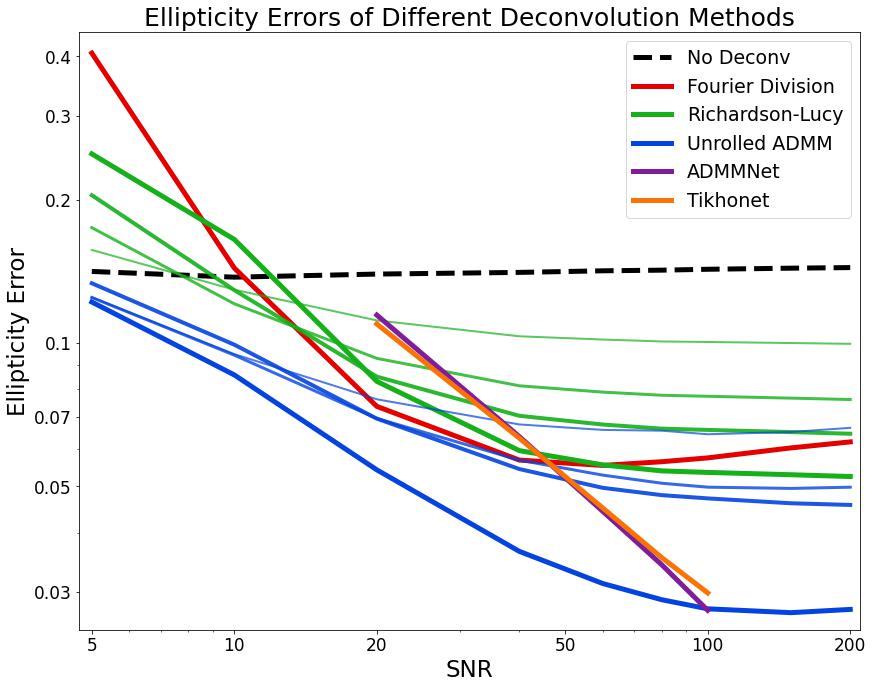 Ellipticity Errors of Different Deconvolution Methods
Ellipticity Error
0.4
0.3
0.2
0.1
0.07
0.05
0.03
No Deconv
Fourier Division
Richardson-Lucy
Unrolled ADMM
ADMMNet
Tikhonet
5 10 20 50 100 200
SNR